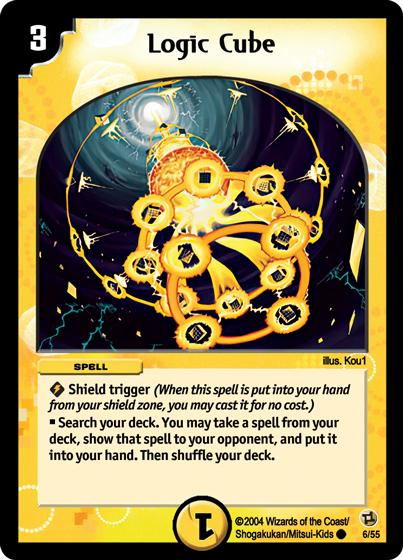 3
Logic Cube
illus. Kou1
SPELL
Shield trigger (When this spell is put into your hand
from your shield zone, you may cast it for no cost.)
▪ Search your deck. You may take a spell from your
deck, show that spell to your opponent, and put it
into your hand. Then shuffle your deck.
1
©2004 Wizards of the Coast/
Shogakukan/Mitsui-Kids ● 6/55